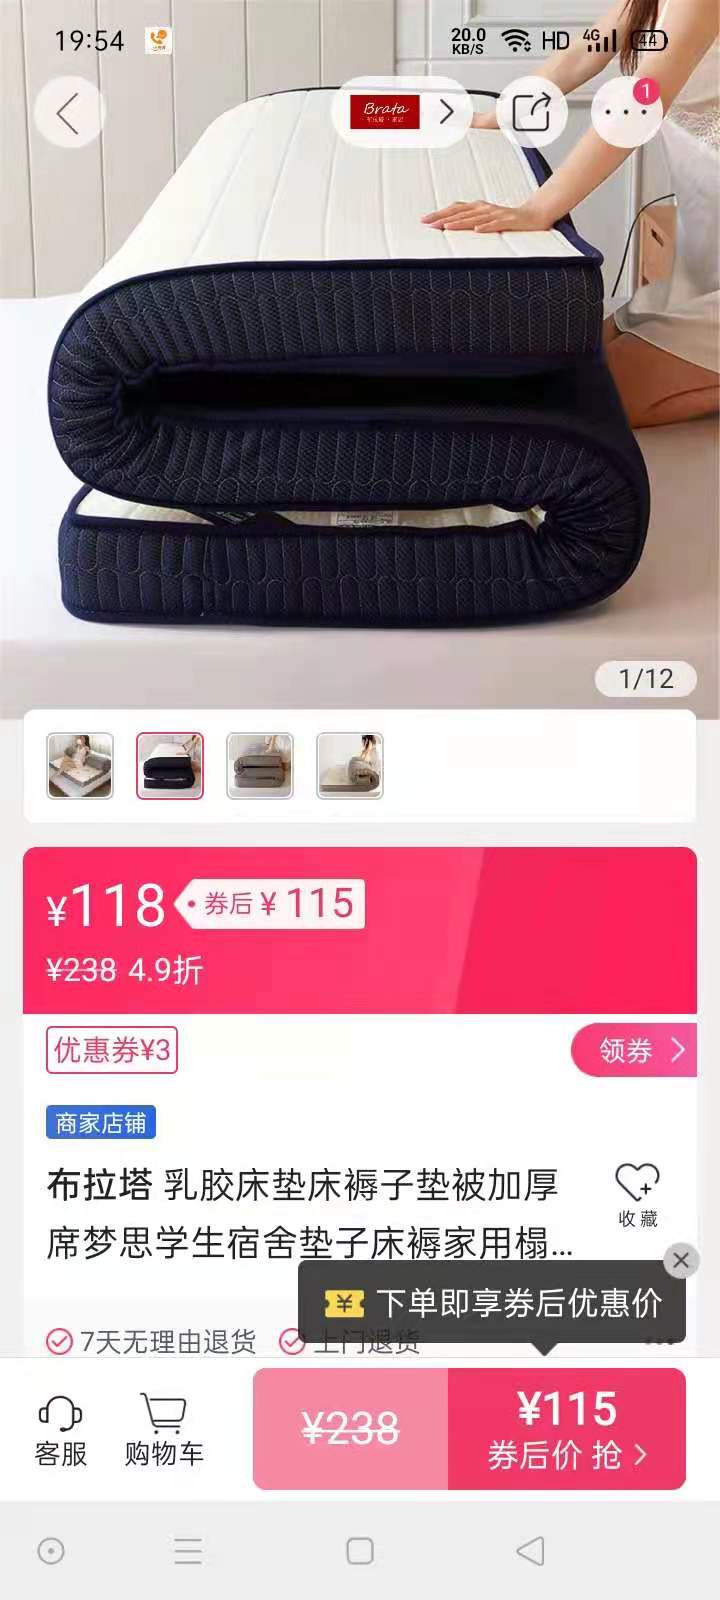 19:54
20.0
KB/S
HD
4G
44
Brata
1
1/12
¥118
券后¥115
¥238 4.9折
优惠券¥3
领券
商家店铺
布拉塔 乳胶床垫床褥子垫被加厚
席梦思学生宿舍垫子床褥家用榻...
收藏
下单即享券后优惠价
7天无理由退货
上门退货
客服
购物车
¥238
¥115
券后价 抢